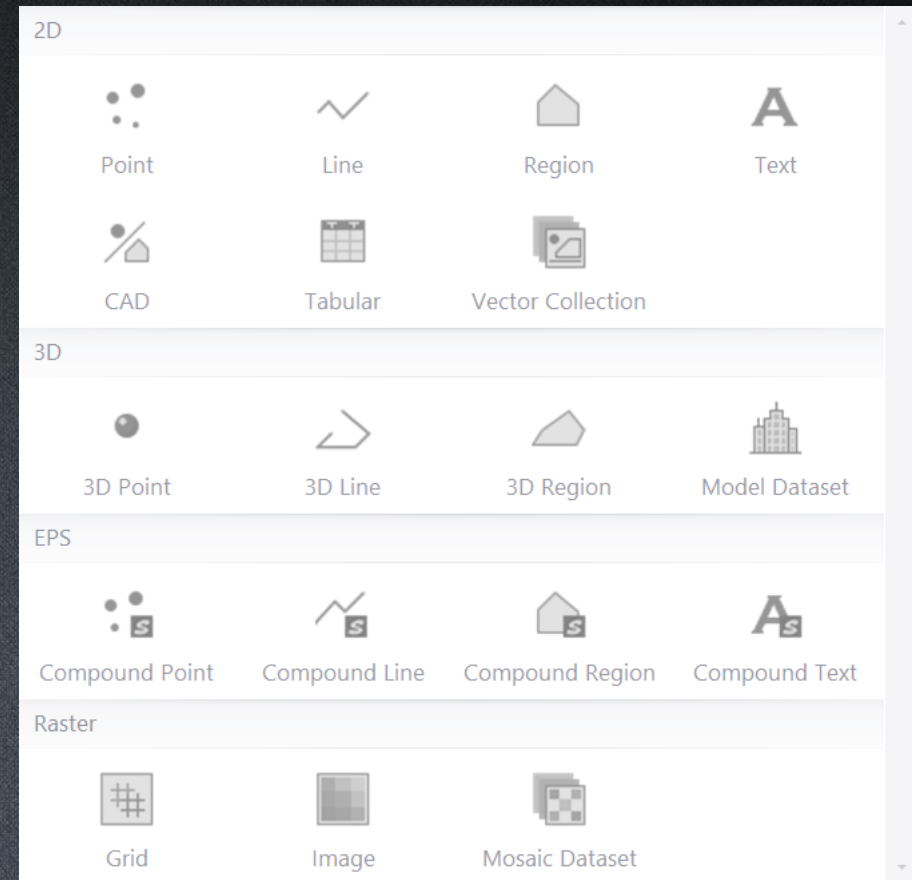 2D
Point Line Region Text
CAD Tabular Vector Collection
3D
3D Point 3D Line 3D Region Model Dataset
EPS
Compound Point Compound Line Compound Region Compound Text
Raster
Grid Image Mosaic Dataset